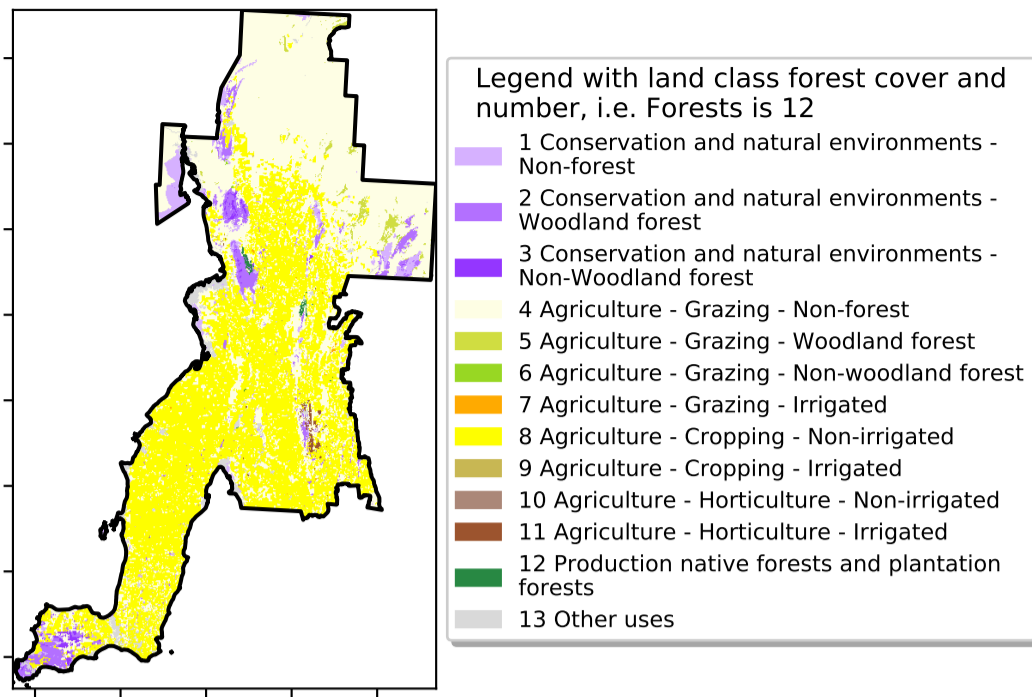 Legend with land class forest cover and
number, i.e. Forests is 12
1 Conservation and natural environments -
Non-forest
2 Conservation and natural environments -
Woodland forest
3 Conservation and natural environments -
Non-Woodland forest
4 Agriculture - Grazing - Non-forest
5 Agriculture - Grazing - Woodland forest
6 Agriculture - Grazing - Non-woodland forest
7 Agriculture - Grazing - Irrigated
8 Agriculture - Cropping - Non-irrigated
9 Agriculture - Cropping - Irrigated
10 Agriculture - Horticulture - Non-irrigated
11 Agriculture - Horticulture - Irrigated
12 Production native forests and plantation
forests
13 Other uses